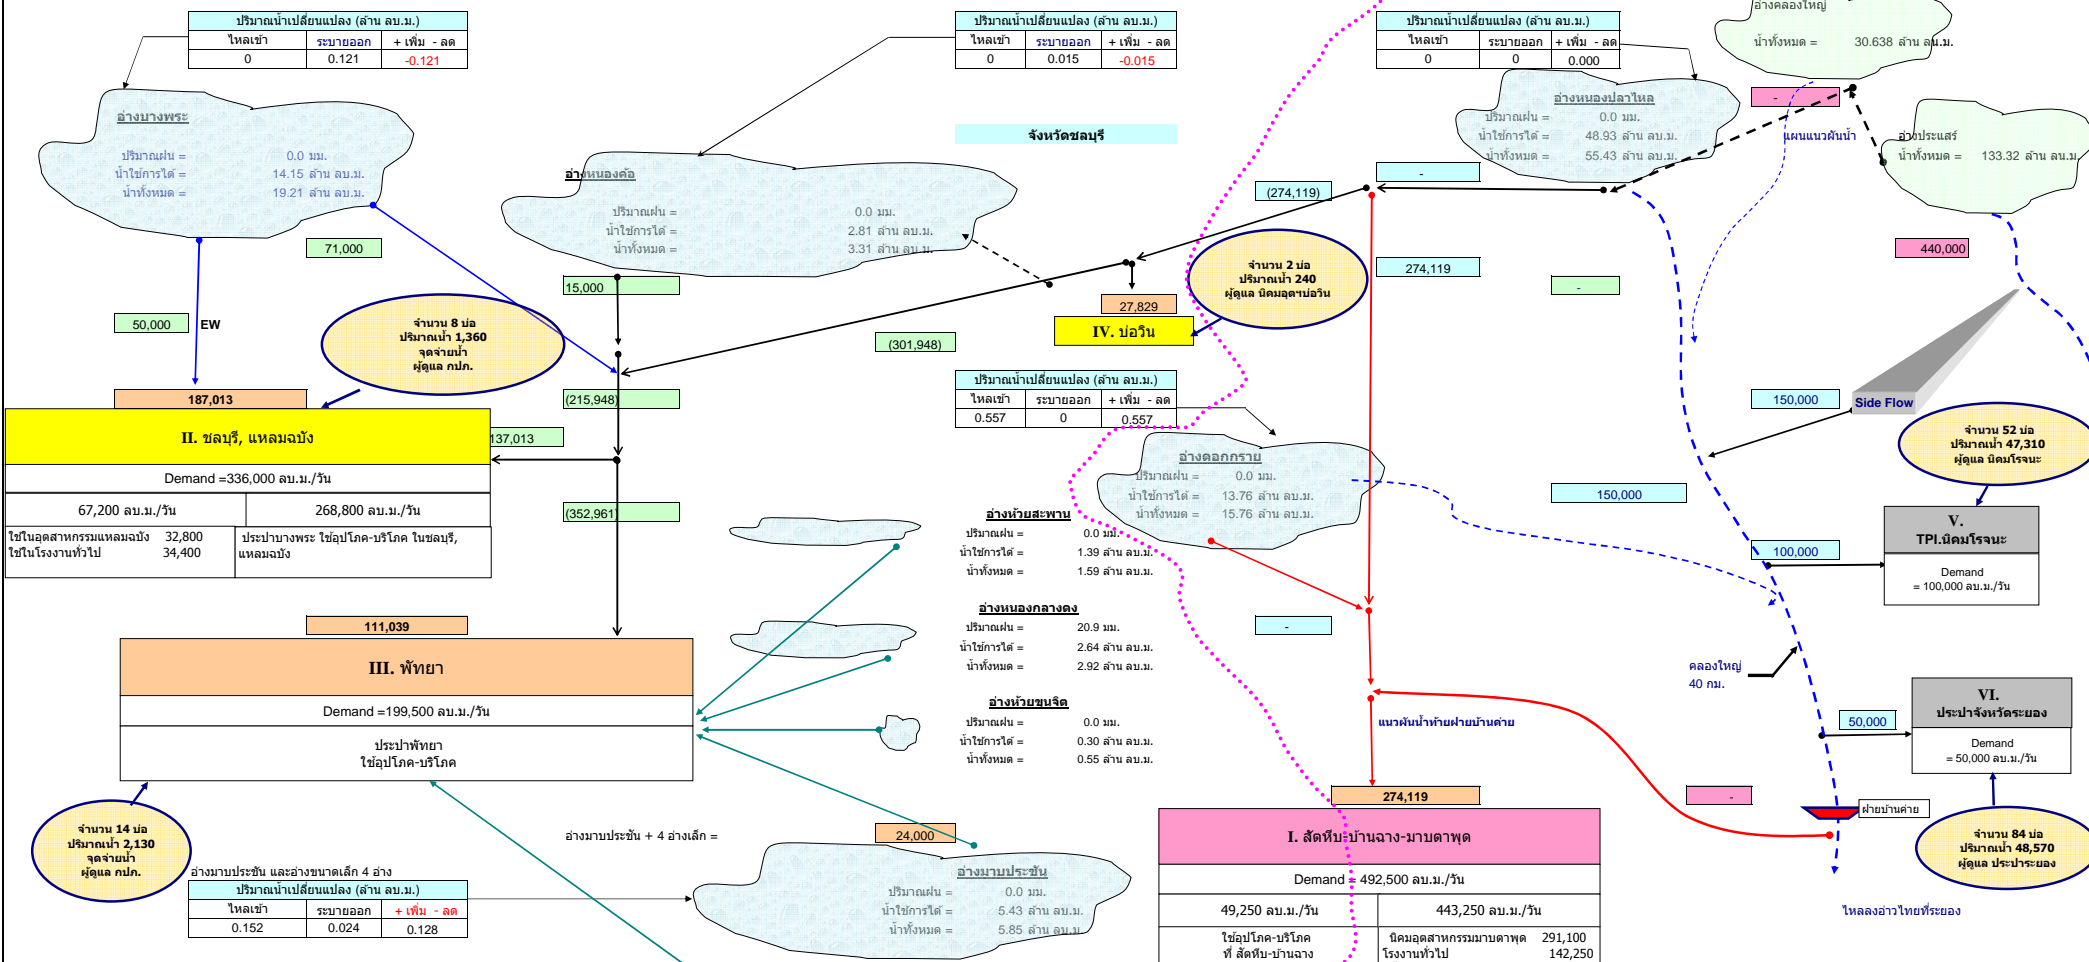 ปริมาณน้ำเปลี่ยนแปลง (ล้าน ลบ.ม.)
ไหลเข้า ระบายออก + เพิ่ม - ลด
0 0.121 -0.121
ปริมาณน้ำเปลี่ยนแปลง (ล้าน ลบ.ม.)
ไหลเข้า ระบายออก + เพิ่ม - ลด
0 0.015 -0.015
ปริมาณน้ำเปลี่ยนแปลง (ล้าน ลบ.ม.)
ไหลเข้า ระบายออก + เพิ่ม - ลด
0 0 0.000
อ่างคลองใหญ่
น้ำทั้งหมด = 30.638 ล้าน ลบ.ม.
อ่างบางพระ
ปริมาณฝน = 0.0 มม.
น้ำใช้การได้ = 14.15 ล้าน ลบ.ม.
น้ำทั้งหมด = 19.21 ล้าน ลบ.ม.
อ่างหนองค้อ
ปริมาณฝน = 0.0 มม.
น้ำใช้การได้ = 2.81 ล้าน ลบ.ม.
น้ำทั้งหมด = 3.31 ล้าน ลบ.ม.
จังหวัดชลบุรี
อ่างหนองปลาไหล
ปริมาณฝน = 0.0 มม.
น้ำใช้การได้ = 48.93 ล้าน ลบ.ม.
น้ำทั้งหมด = 55.43 ล้าน ลบ.ม.
-
แผนแนวผันน้ำ
อ่างประแสร์
น้ำทั้งหมด = 133.32 ล้าน ลบ.ม.
-
(274,119)
71,000
440,000
274,119
-
15,000
27,829
IV. บ่อวิน
จำนวน 2 บ่อ
ปริมาณน้ำ 240
ผู้ดูแล นิคมอุตฯบ่อวิน
50,000 EW
จำนวน 8 บ่อ
ปริมาณน้ำ 1,360
จุดจ่ายน้ำ
ผู้ดูแล กปภ.
(301,948)
187,013
(215,948)
II. ชลบุรี, แหลมฉบัง
137,013
Demand =336,000 ลบ.ม./วัน
67,200 ลบ.ม./วัน 268,800 ลบ.ม./วัน
ใช้ในอุตสาหกรรมแหลมฉบัง 32,800
ใช้ในโรงงานทั่วไป 34,400
ประปาบางพระ ใช้อุปโภค-บริโภค ในชลบุรี,
แหลมฉบัง
(352,961)
ปริมาณน้ำเปลี่ยนแปลง (ล้าน ลบ.ม.)
ไหลเข้า ระบายออก + เพิ่ม - ลด
0.557 0 0.557
อ่างดอกกราย
ปริมาณฝน = 0.0 มม.
น้ำใช้การได้ = 13.76 ล้าน ลบ.ม.
น้ำทั้งหมด = 15.76 ล้าน ลบ.ม.
150,000
Side Flow
จำนวน 52 บ่อ
ปริมาณน้ำ 47,310
ผู้ดูแล นิคมโรจนะ
150,000
V.
TPI.นิคมโรจนะ
Demand
= 100,000 ลบ.ม./วัน
100,000
อ่างห้วยสะพาน
ปริมาณฝน = 0.0 มม.
น้ำใช้การได้ = 1.39 ล้าน ลบ.ม.
น้ำทั้งหมด = 1.59 ล้าน ลบ.ม.
อ่างหนองกลางดง
ปริมาณฝน = 20.9 มม.
น้ำใช้การได้ = 2.64 ล้าน ลบ.ม.
น้ำทั้งหมด = 2.92 ล้าน ลบ.ม.
อ่างห้วยขุนจิต
ปริมาณฝน = 0.0 มม.
น้ำใช้การได้ = 0.30 ล้าน ลบ.ม.
น้ำทั้งหมด = 0.55 ล้าน ลบ.ม.
-
111,039
III. พัทยา
Demand =199,500 ลบ.ม./วัน
ประปาพัทยา
ใช้อุปโภค-บริโภค
คลองใหญ่
40 กม.
VI.
ประปาจังหวัดระยอง
Demand
= 50,000 ลบ.ม./วัน
50,000
แนวผันน้ำท้ายฝายบ้านค่าย
274,119
-
ฝายบ้านค่าย
จำนวน 14 บ่อ
ปริมาณน้ำ 2,130
จุดจ่ายน้ำ
ผู้ดูแล กปภ.
อ่างมาบประชัน + 4 อ่างเล็ก = 24,000
I. สัตหีบ-บ้านฉาง-มาบตาพุด
Demand = 492,500 ลบ.ม./วัน
49,250 ลบ.ม./วัน 443,250 ลบ.ม./วัน
ใช้อุปโภค-บริโภค
ที่ สัตหีบ-บ้านฉาง
นิคมอุตสาหกรรมมาบตาพุด 291,100
โรงงานทั่วไป 142,250
จำนวน 84 บ่อ
ปริมาณน้ำ 48,570
ผู้ดูแล ประปาระยอง
อ่างมาบประชัน และอ่างขนาดเล็ก 4 อ่าง
ปริมาณน้ำเปลี่ยนแปลง (ล้าน ลบ.ม.)
ไหลเข้า ระบายออก + เพิ่ม - ลด
0.152 0.024 0.128
อ่างมาบประชัน
ปริมาณฝน = 0.0 มม.
น้ำใช้การได้ = 5.43 ล้าน ลบ.ม.
น้ำทั้งหมด = 5.85 ล้าน ลบ.ม.
ไหลลงอ่าวไทยที่ระยอง